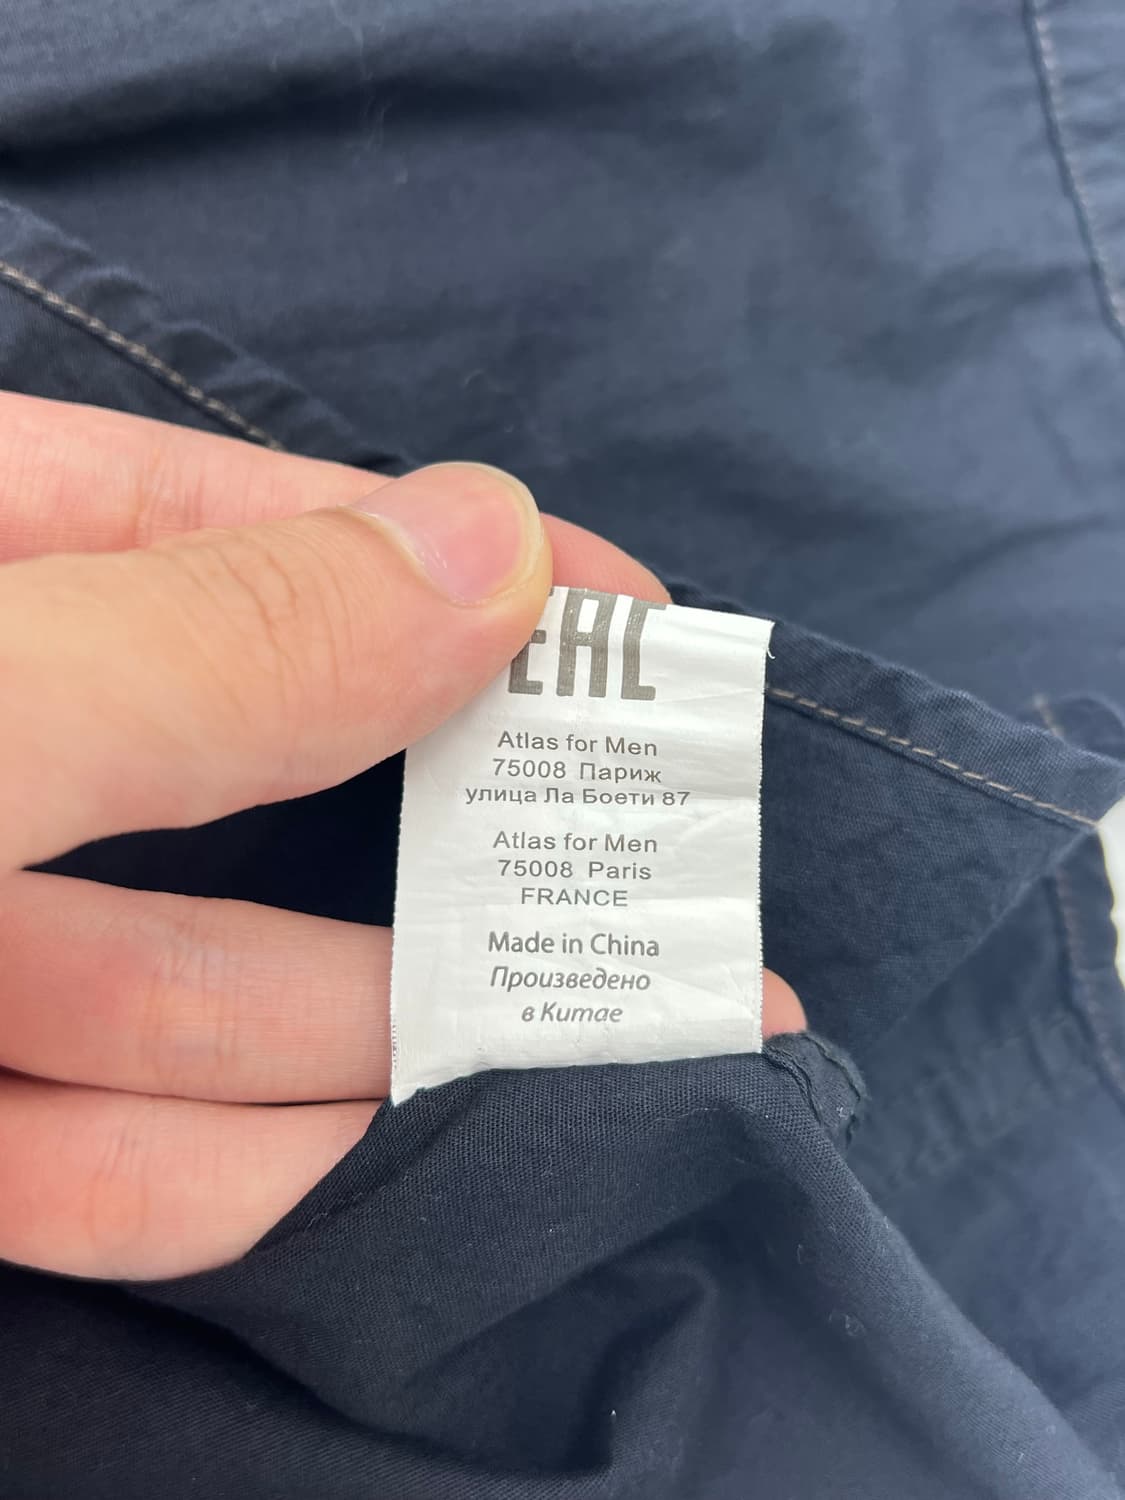 EAC
Atlas for Men
75008 Париж
улица Ла Боети 87
Atlas for Men
75008 Paris
FRANCE
Made in China
Произведено
в Китае